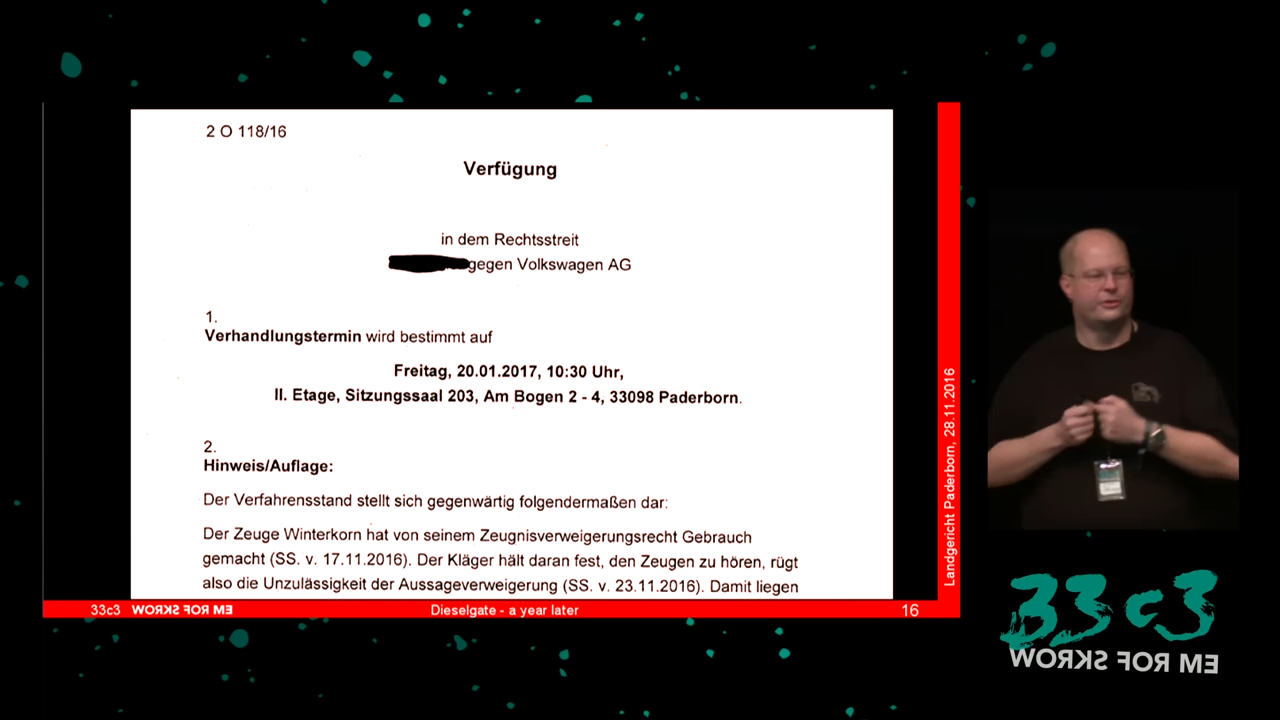 2 O 118/16
Verfügung
in dem Rechtsstreit
gegen Volkswagen AG
1.
Verhandlungstermin wird bestimmt auf
Freitag, 20.01.2017, 10:30 Uhr,
II. Etage, Sitzungssaal 203, Am Bogen 2 - 4, 33098 Paderborn.
2.
Hinweis/Auflage:
Der Verfahrensstand stellt sich gegenwärtig folgendermaßen dar:
Der Zeuge Winterkorn hat von seinem Zeugnisverweigerungsrecht Gebrauch
gemacht (SS. v. 17.11.2016). Der Kläger hält daran fest, den Zeugen zu hören, rügt
also die Unzulässigkeit der Aussageverweigerung (SS. v. 23.11.2016). Damit liegen
Landgericht Paderborn, 28.11.2016
33c3 WORKS FOR ME
Dieselgate - a year later
16
33c3
WORKS FOR ME